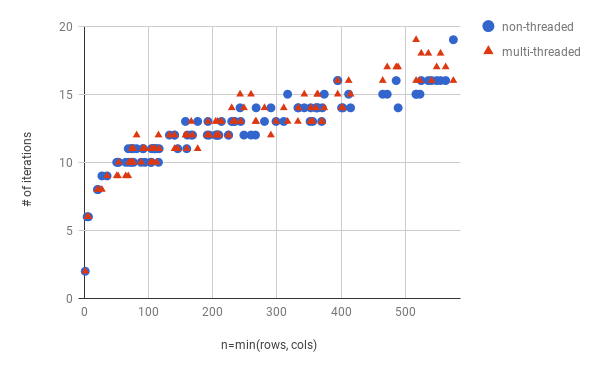 20
15
10
5
0
# of iterations
0 100 200 300 400 500
n=min(rows, cols)
non-threaded
multi-threaded